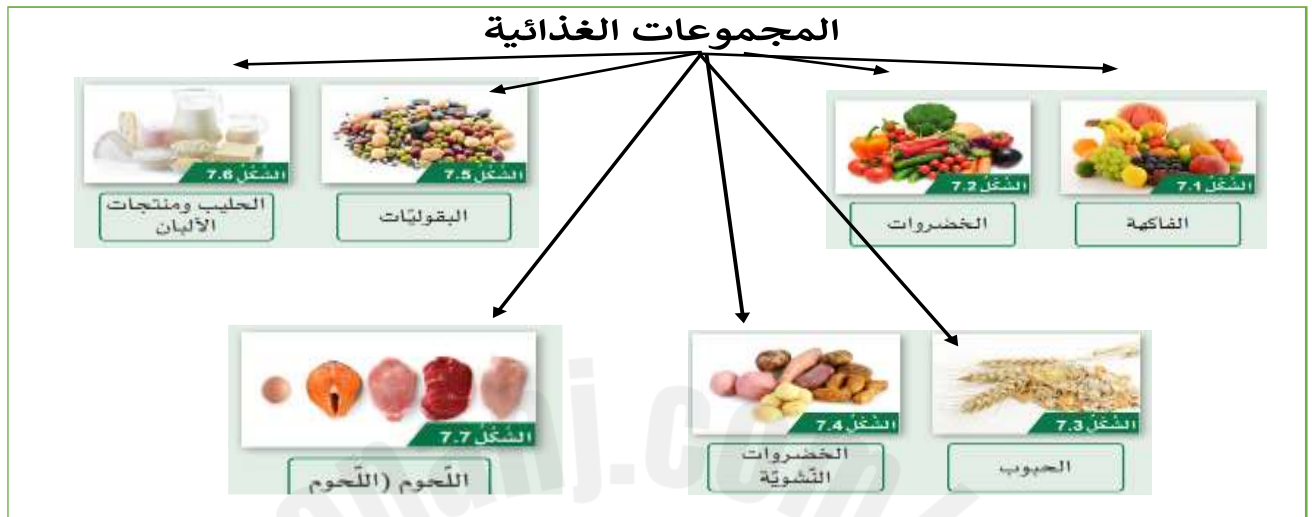 المجموعات الغذائية
الشكل 7.1
الفاكهة
الشكل 7.2
الخضروات
الشكل 7.5
البقوليّات
الشكل 7.6
الحليب ومنتجات
الألبان
الشكل 7.3
الحبوب
الشكل 7.4
الخضروات
النّشويّة
الشكل 7.7
اللّحوم (اللّحوم